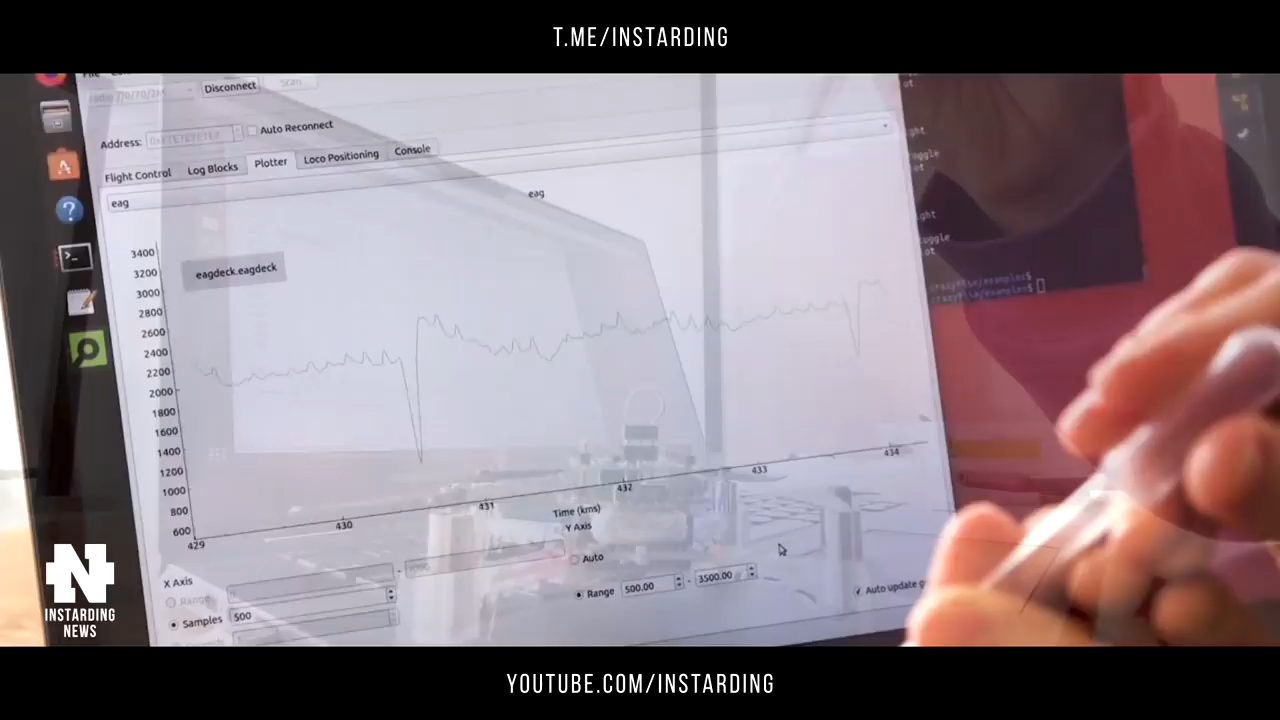 T.ME/INSTARDING
Disconnect
Scan
Address:
Auto Reconnect
Flight Control Log Blocks Plotter Loco Positioning Console
eag
eag
3400
3200
3000
2800
2600
2400
2200
2000
1800
1600
1400
1200
1000
800
600
eagdeck.eagdeck
429 430 431 432 433 434
Time (kms)
X Axis
Range
Samples 500
Y Axis
Auto
Range 500.00 - 3500.00
Auto update
N
INSTARDING
NEWS
YOUTUBE.COM/INSTARDING